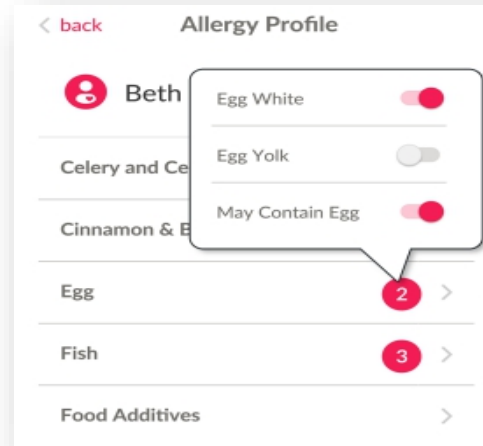 < back Allergy Profile
Beth
Egg White
Egg Yolk
May Contain Egg
Celery and Ce
Cinnamon & B
Egg 2 >
Fish 3 >
Food Additives >